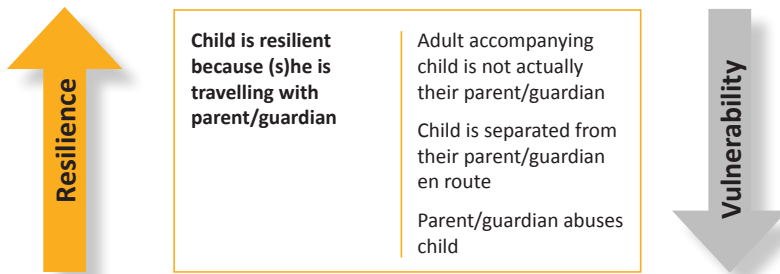 Resilience
Child is resilient
because (s)he is
travelling with
parent/guardian
Adult accompanying
child is not actually
their parent/guardian
Child is separated from
their parent/guardian
en route
Parent/guardian abuses
child
Vulnerability